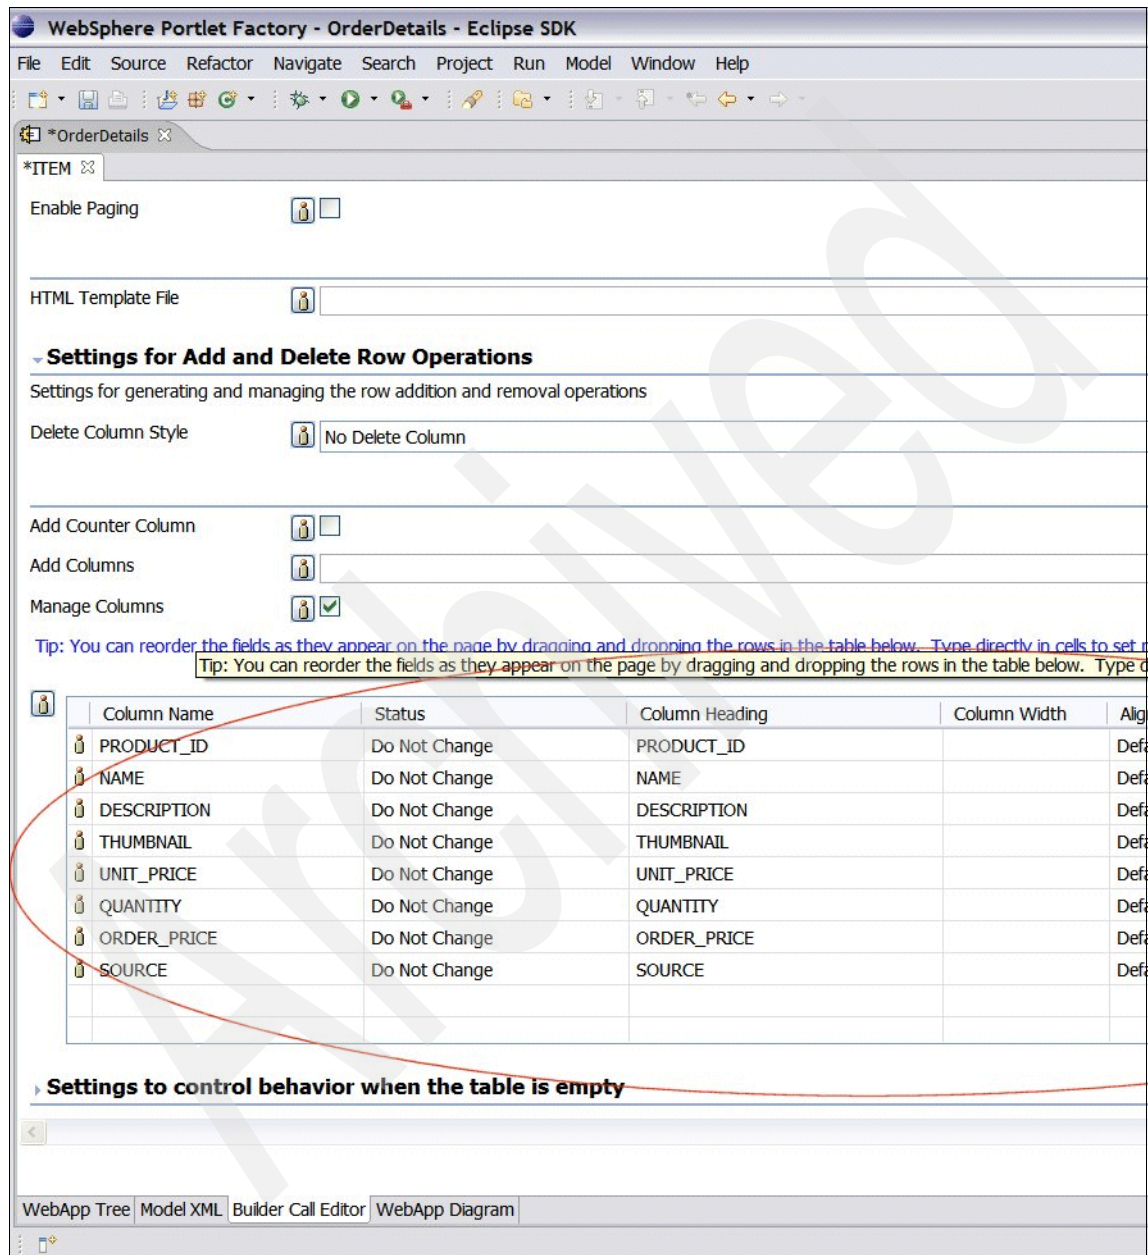 WebSphere Portlet Factory - OrderDetails - Eclipse SDK
File Edit Source Refactor Navigate Search Project Run Model Window Help
*OrderDetails
*ITEM
Enable Paging
HTML Template File
Settings for Add and Delete Row Operations
Settings for generating and managing the row addition and removal operations
Delete Column Style No Delete Column
Add Counter Column
Add Columns
Manage Columns
Tip: You can reorder the fields as they appear on the page by dragging and dropping the rows in the table below. Type directly in cells to set
Tip: You can reorder the fields as they appear on the page by dragging and dropping the rows in the table below. Type
Column Name Status Column Heading Column Width Alig
PRODUCT_ID Do Not Change PRODUCT_ID Defa
NAME Do Not Change NAME Defa
DESCRIPTION Do Not Change DESCRIPTION Defa
THUMBNAIL Do Not Change THUMBNAIL Defa
UNIT_PRICE Do Not Change UNIT_PRICE Defa
QUANTITY Do Not Change QUANTITY Defa
ORDER_PRICE Do Not Change ORDER_PRICE Defa
SOURCE Do Not Change SOURCE Defa
Settings to control behavior when the table is empty
WebApp Tree Model XML Builder Call Editor WebApp Diagram
Archived